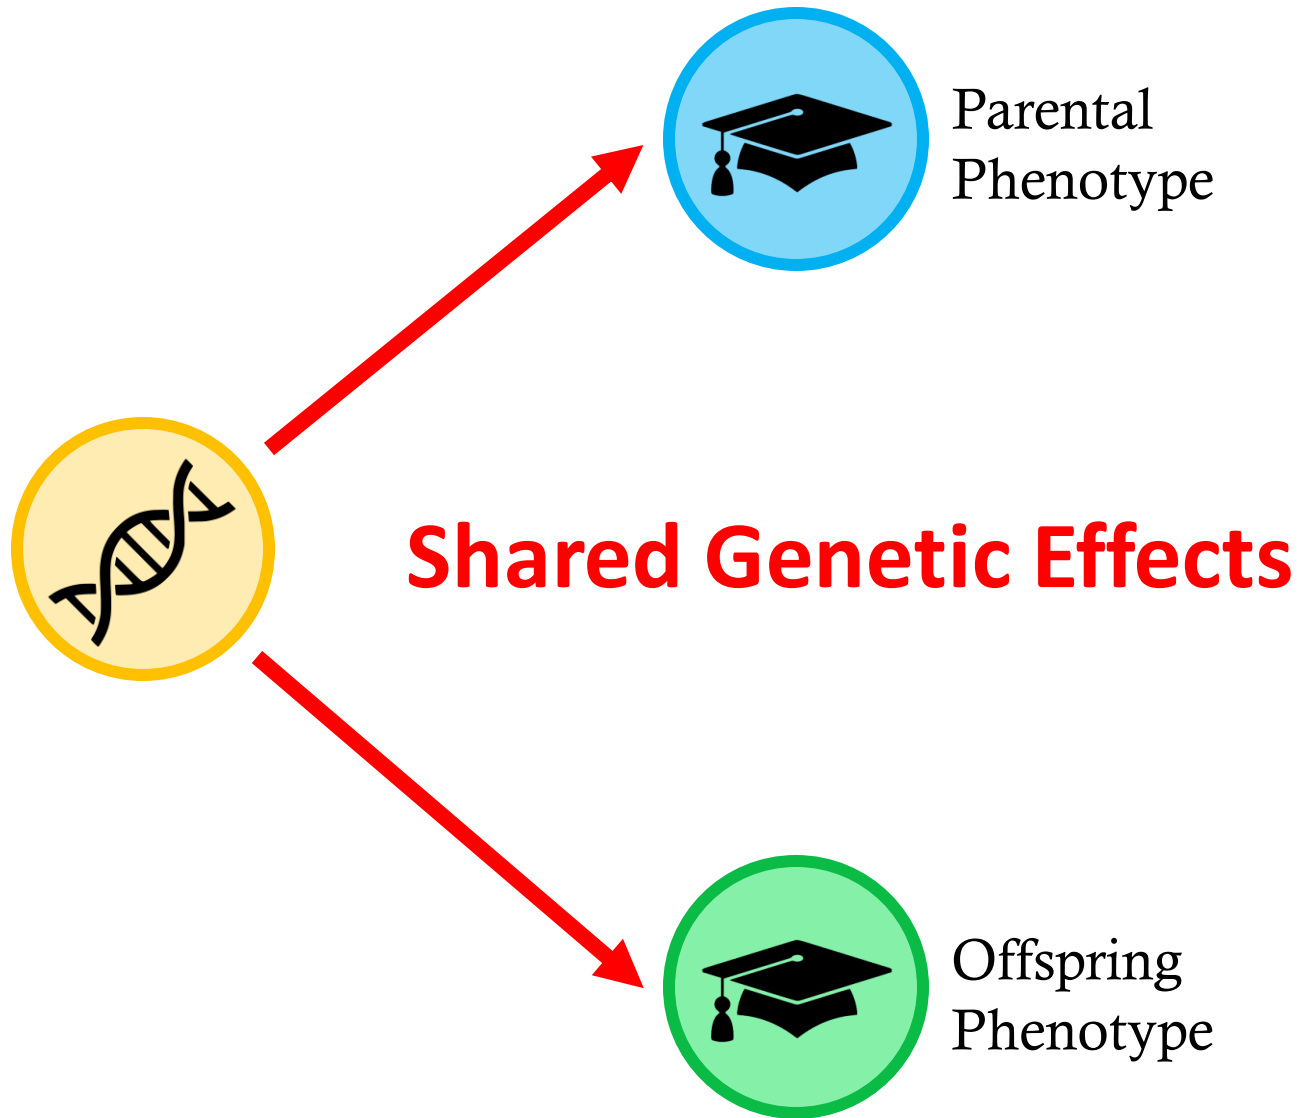 Parental
Phenotype
Shared Genetic Effects
Offspring
Phenotype